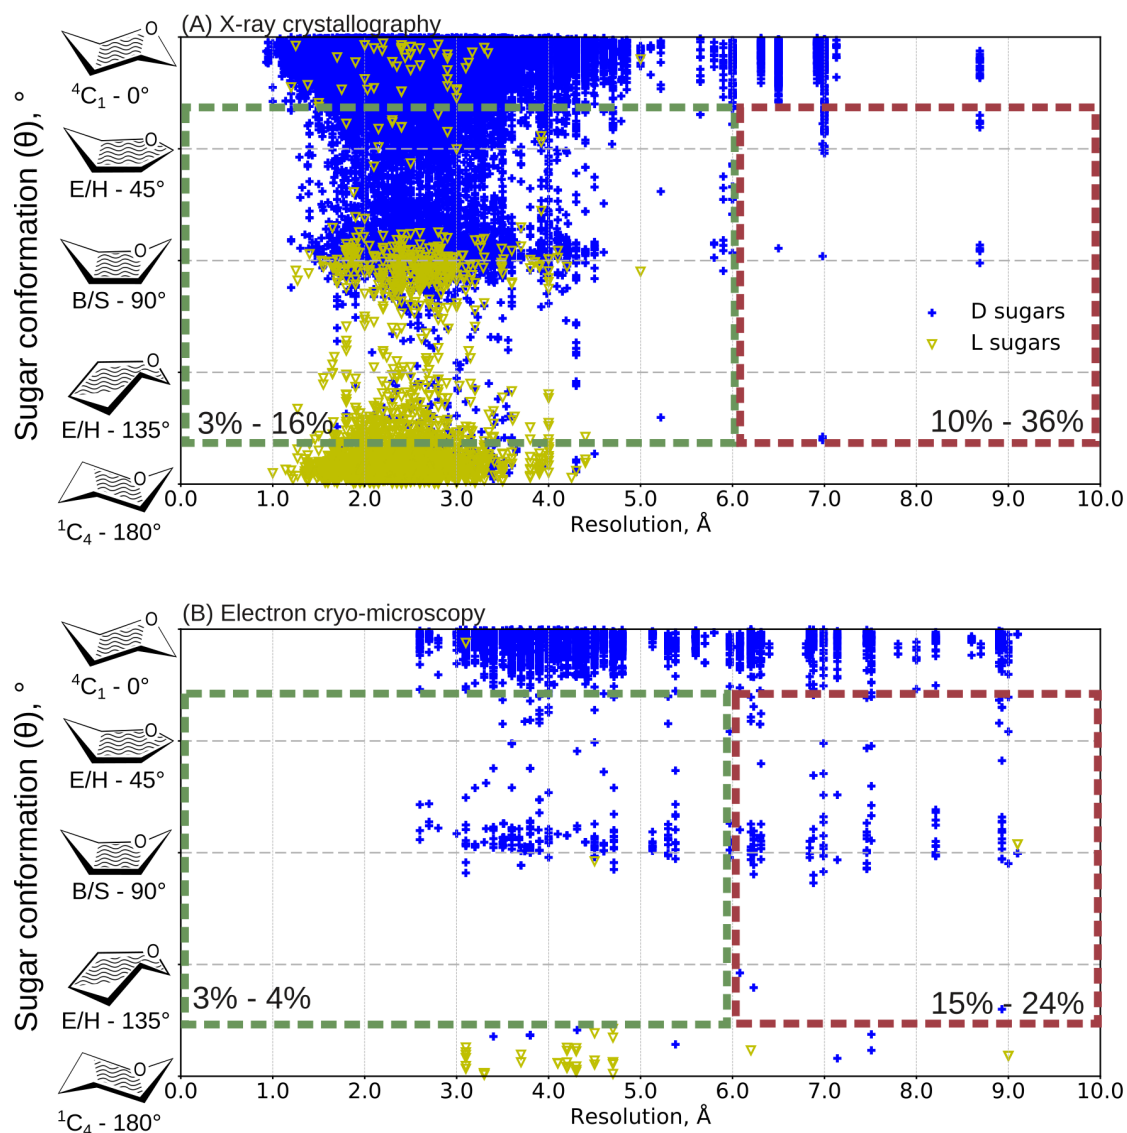 (A) X-ray crystallography
Sugar conformation (θ), °
O
⁴C₁ - 0°
O
E/H - 45°
O
B/S - 90°
O
E/H - 135°
O
¹C₄ - 180°
D sugars
L sugars
3% - 16%
10% - 36%
0.0 1.0 2.0 3.0 4.0 5.0 6.0 7.0 8.0 9.0 10.0
Resolution, Å
(B) Electron cryo-microscopy
Sugar conformation (θ), °
O
⁴C₁ - 0°
O
E/H - 45°
O
B/S - 90°
O
E/H - 135°
O
¹C₄ - 180°
3% - 4%
15% - 24%
0.0 1.0 2.0 3.0 4.0 5.0 6.0 7.0 8.0 9.0 10.0
Resolution, Å